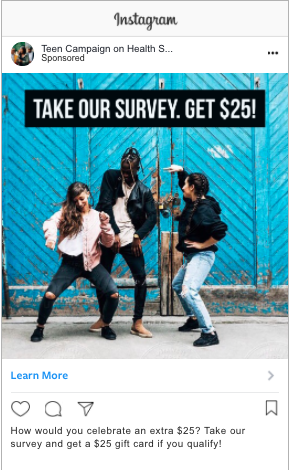 Instagram
Teen Campaign on Health S...
Sponsored
TAKE OUR SURVEY. GET $25!
Learn More
How would you celebrate an extra $25? Take our
survey and get a $25 gift card if you qualify!